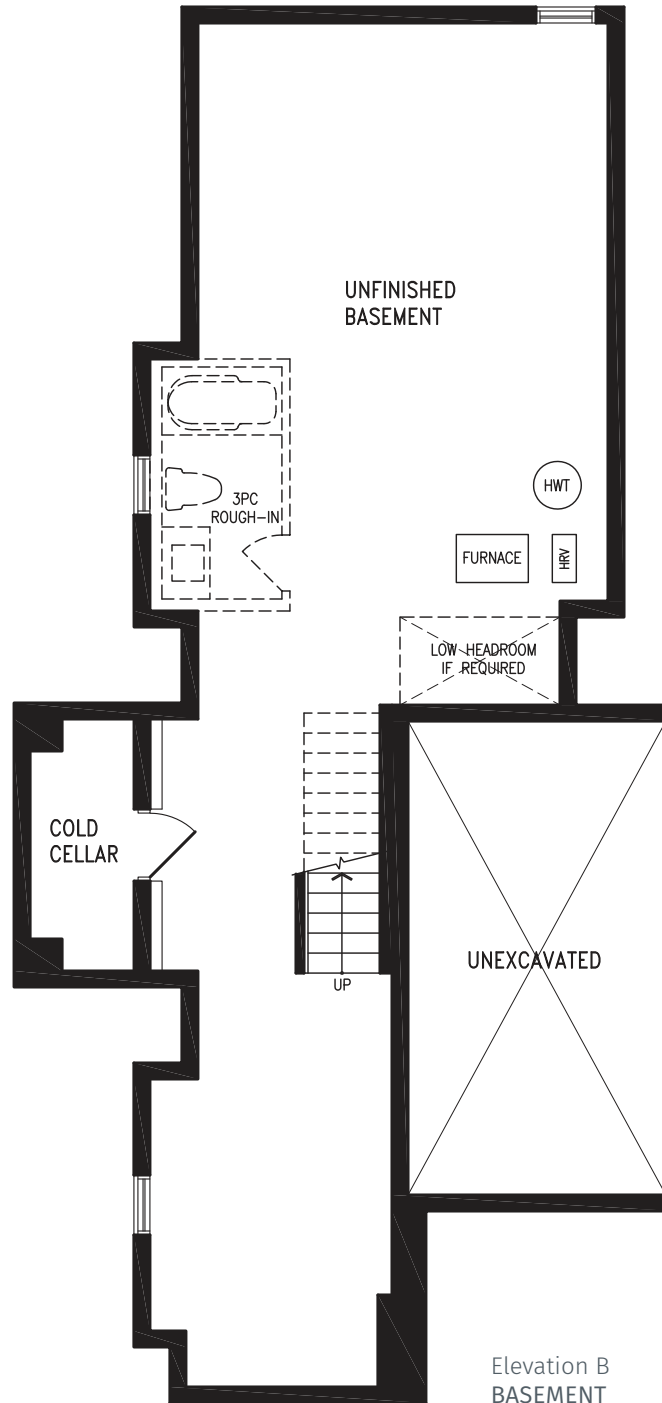 UNFINISHED
BASEMENT
3PC
ROUGH-IN
HWT
FURNACE
HRV
LOW HEADROOM
IF REQUIRED
COLD
CELLAR
UNEXCAVATED
UP
Elevation B
BASEMENT